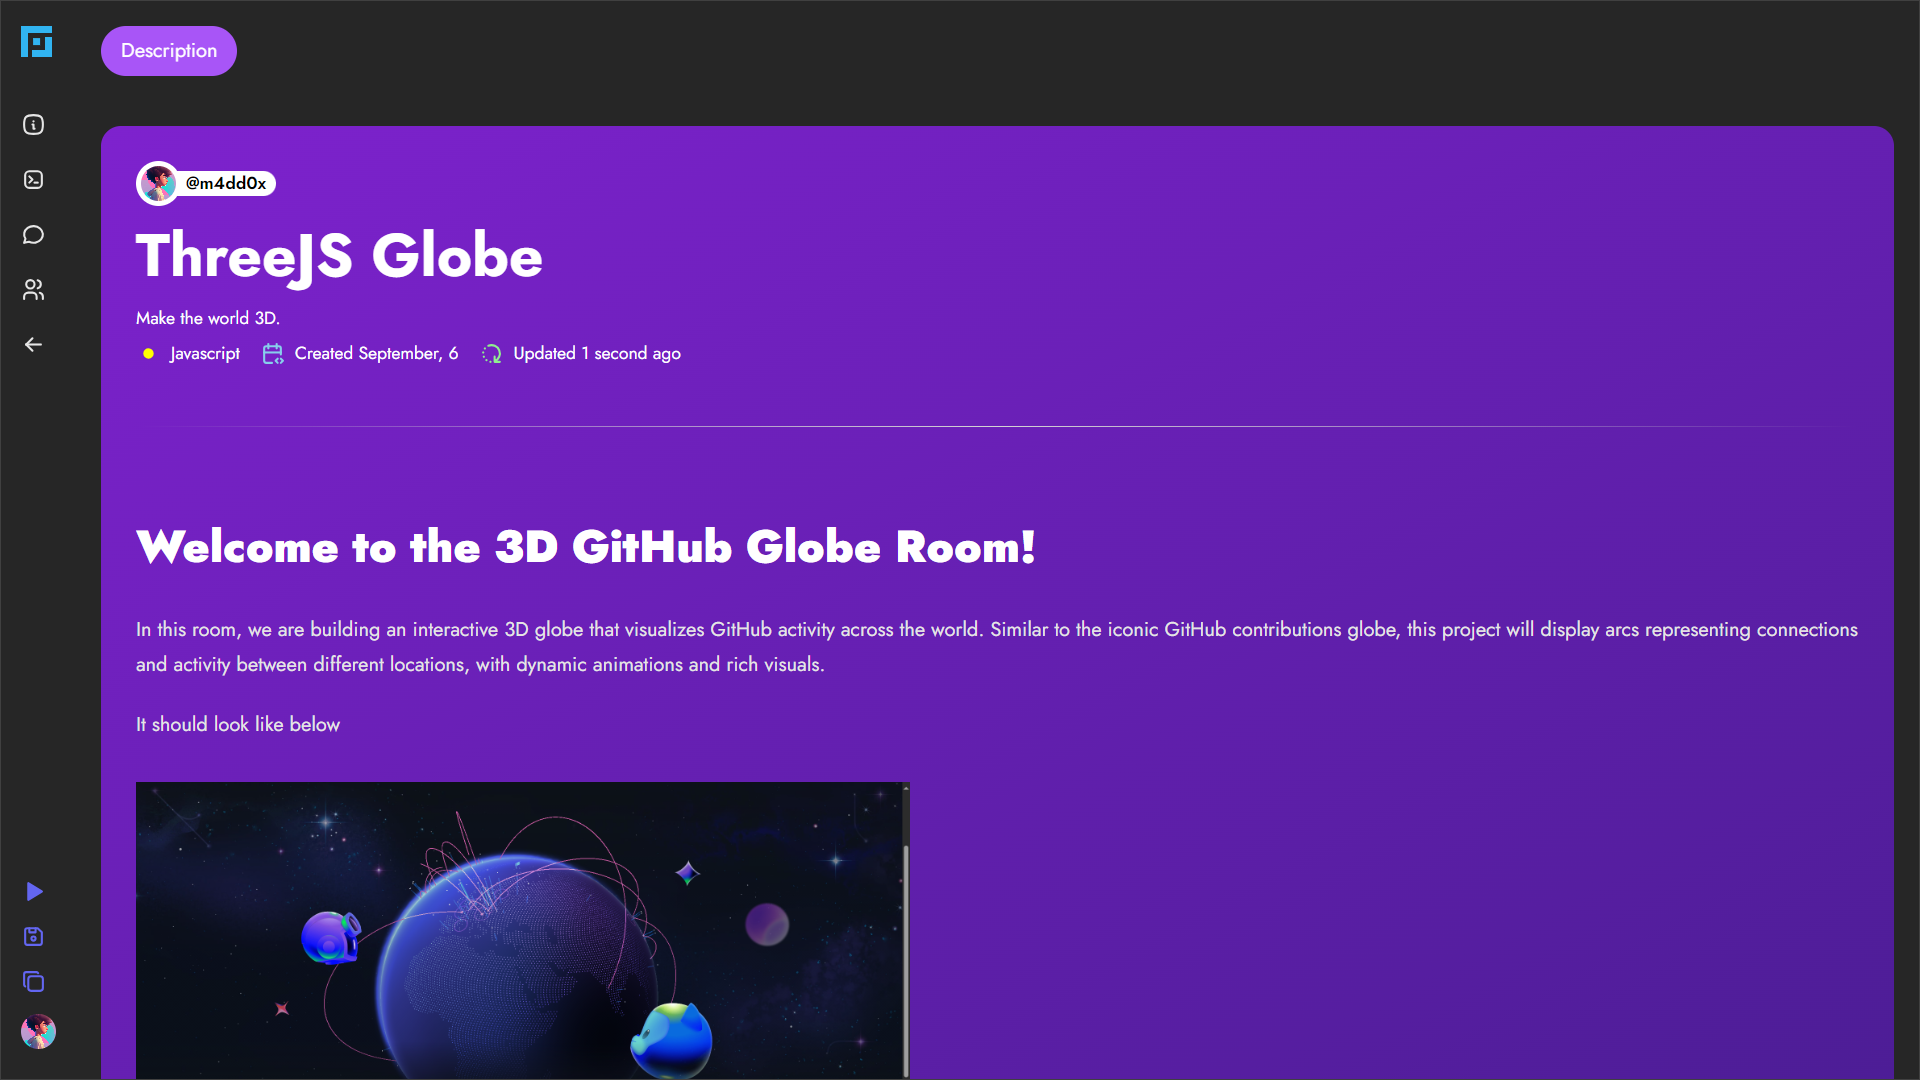 Description
@m4dd0x
ThreeJS Globe
Make the world 3D.
Javascript Created September, 6 Updated 1 second ago
Welcome to the 3D GitHub Globe Room!
In this room, we are building an interactive 3D globe that visualizes GitHub activity across the world. Similar to the iconic GitHub contributions globe, this project will display arcs representing connections
and activity between different locations, with dynamic animations and rich visuals.
It should look like below